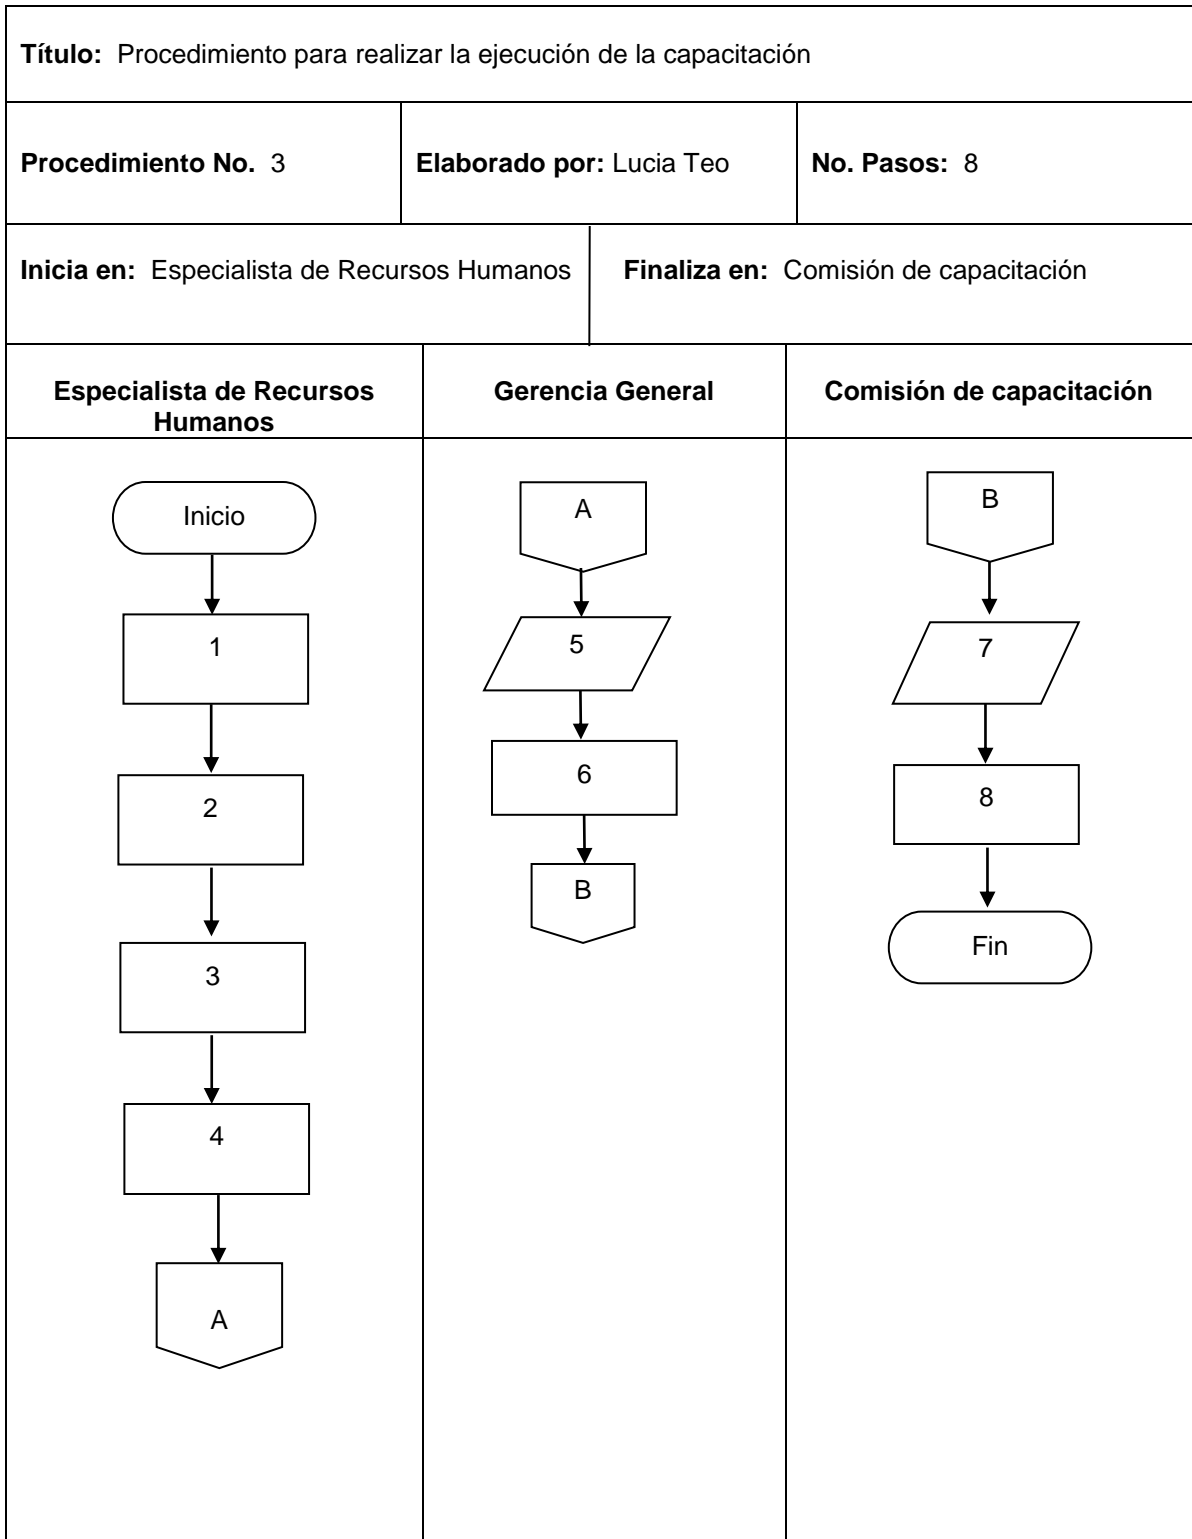 Título: Procedimiento para realizar la ejecución de la capacitación
Procedimiento No. 3
Elaborado por: Lucia Teo
No. Pasos: 8
Inicia en: Especialista de Recursos Humanos
Finaliza en: Comisión de capacitación
Especialista de Recursos
Humanos
Gerencia General
Comisión de capacitación
Inicio
1
2
3
4
A
A
5
6
B
B
7
8
Fin